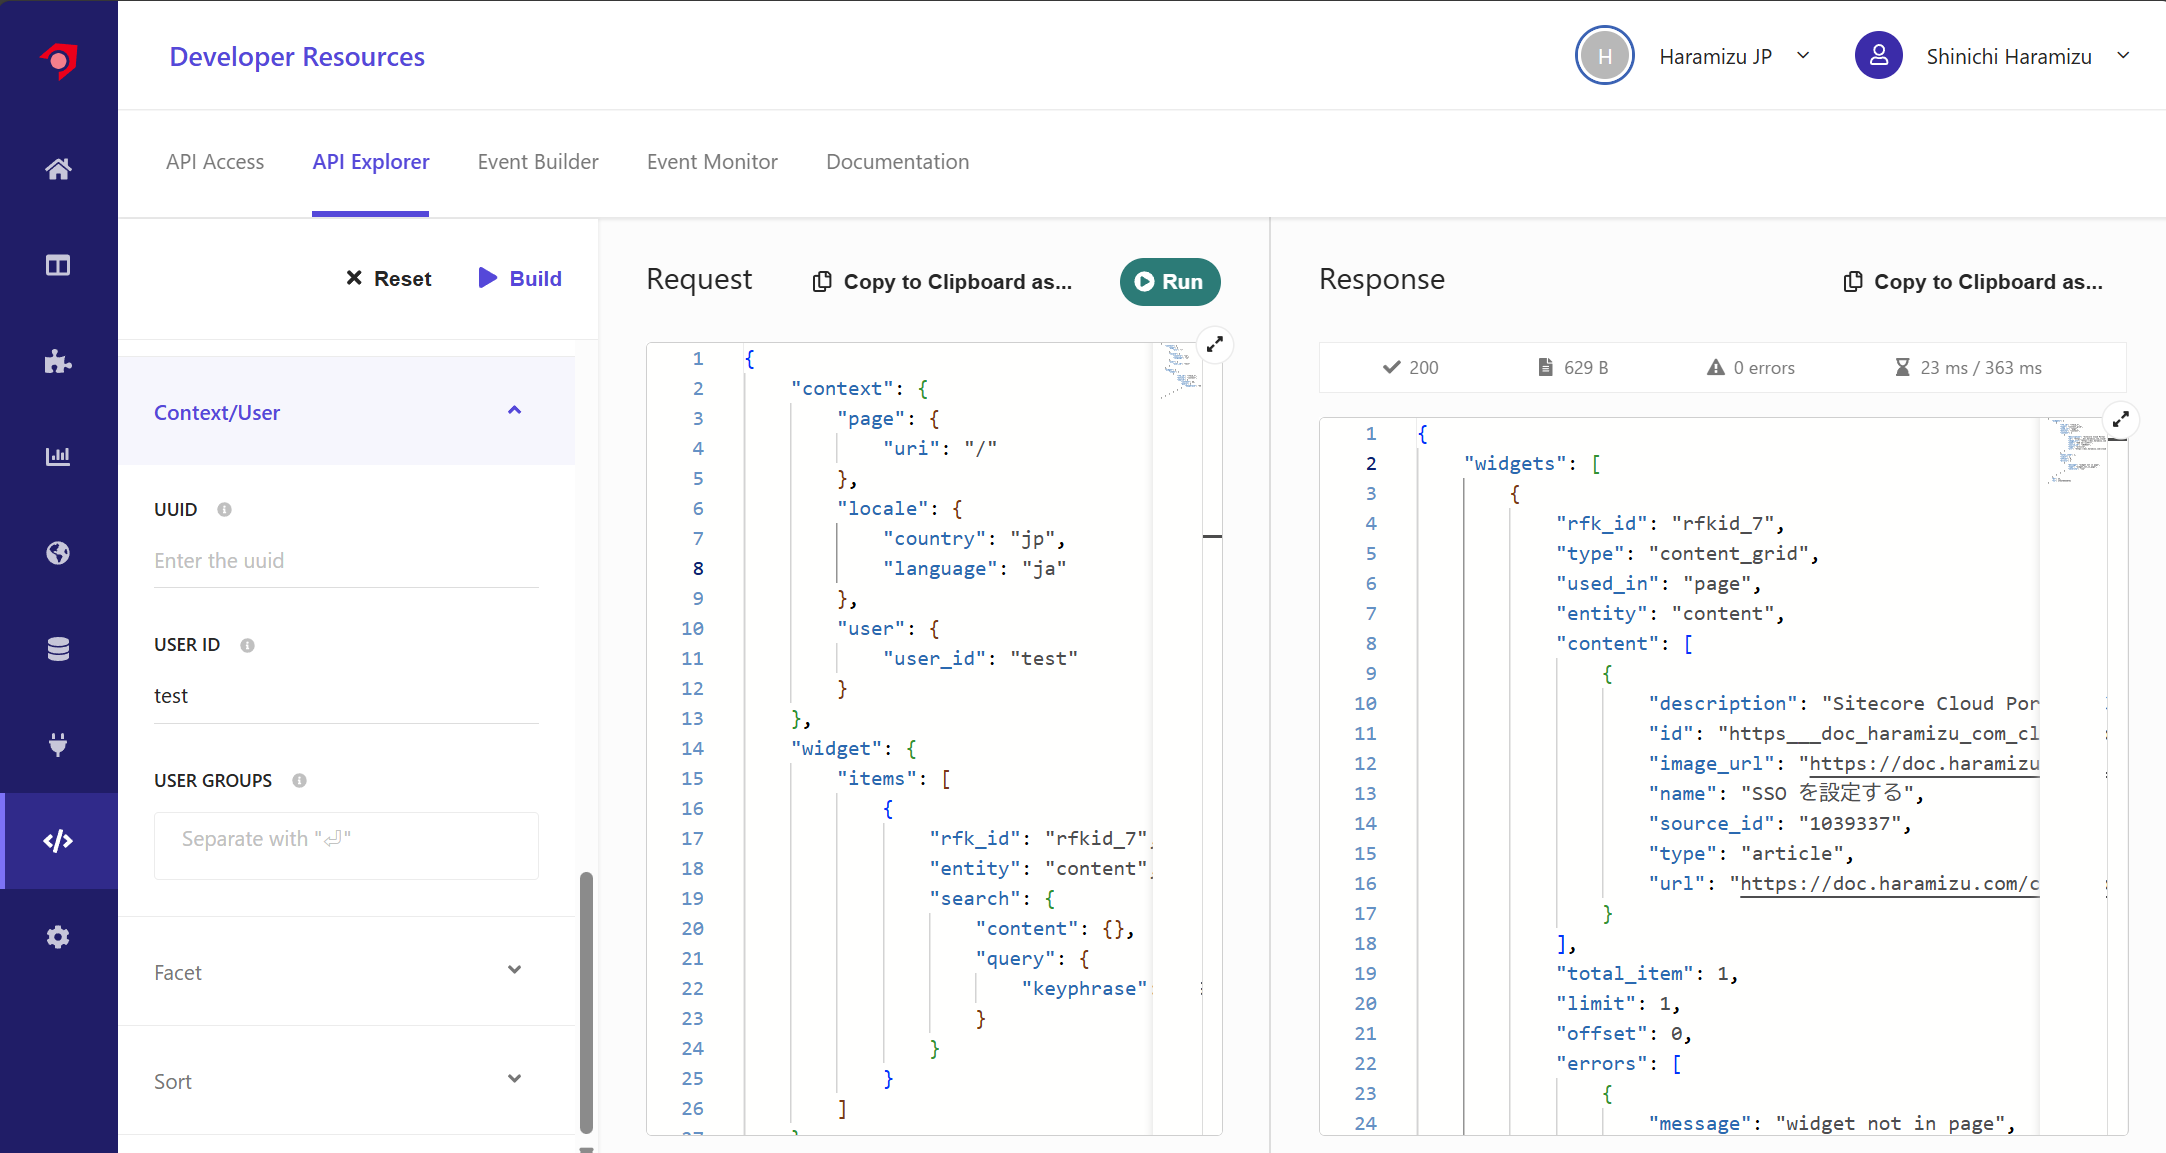 Developer Resources
H
Haramizu JP
Shinichi Haramizu
API Access
API Explorer
Event Builder
Event Monitor
Documentation
Reset
Build
Context/User
UUID
Enter the uuid
USER ID
test
USER GROUPS
Separate with "⏎"
Facet
Sort
Request
Copy to Clipboard as...
Run
1 {
2 "context": {
3 "page": {
4 "uri": "/"
5 },
6 "locale": {
7 "country": "jp",
8 "language": "ja"
9 },
10 "user": {
11 "user_id": "test"
12 }
13 },
14 "widget": {
15 "items": [
16 {
17 "rfk_id": "rfkid_7",
18 "entity": "content",
19 "search": {
20 "content": {},
21 "query": {
22 "keyphrase":
23 }
24 }
25 }
26 ]
Response
Copy to Clipboard as...
200
629 B
0 errors
23 ms / 363 ms
1 {
2 "widgets": [
3 {
4 "rfk_id": "rfkid_7",
5 "type": "content_grid",
6 "used_in": "page",
7 "entity": "content",
8 "content": [
9 {
10 "description": "Sitecore Cloud Por
11 "id": "https___doc_haramizu_com_cl
12 "image_url": "https://doc.haramizu
13 "name": "SSO を設定する",
14 "source_id": "1039337",
15 "type": "article",
16 "url": "https://doc.haramizu.com/c
17 }
18 ],
19 "total_item": 1,
20 "limit": 1,
21 "offset": 0,
22 "errors": [
23 {
24 "message": "widget not in page",